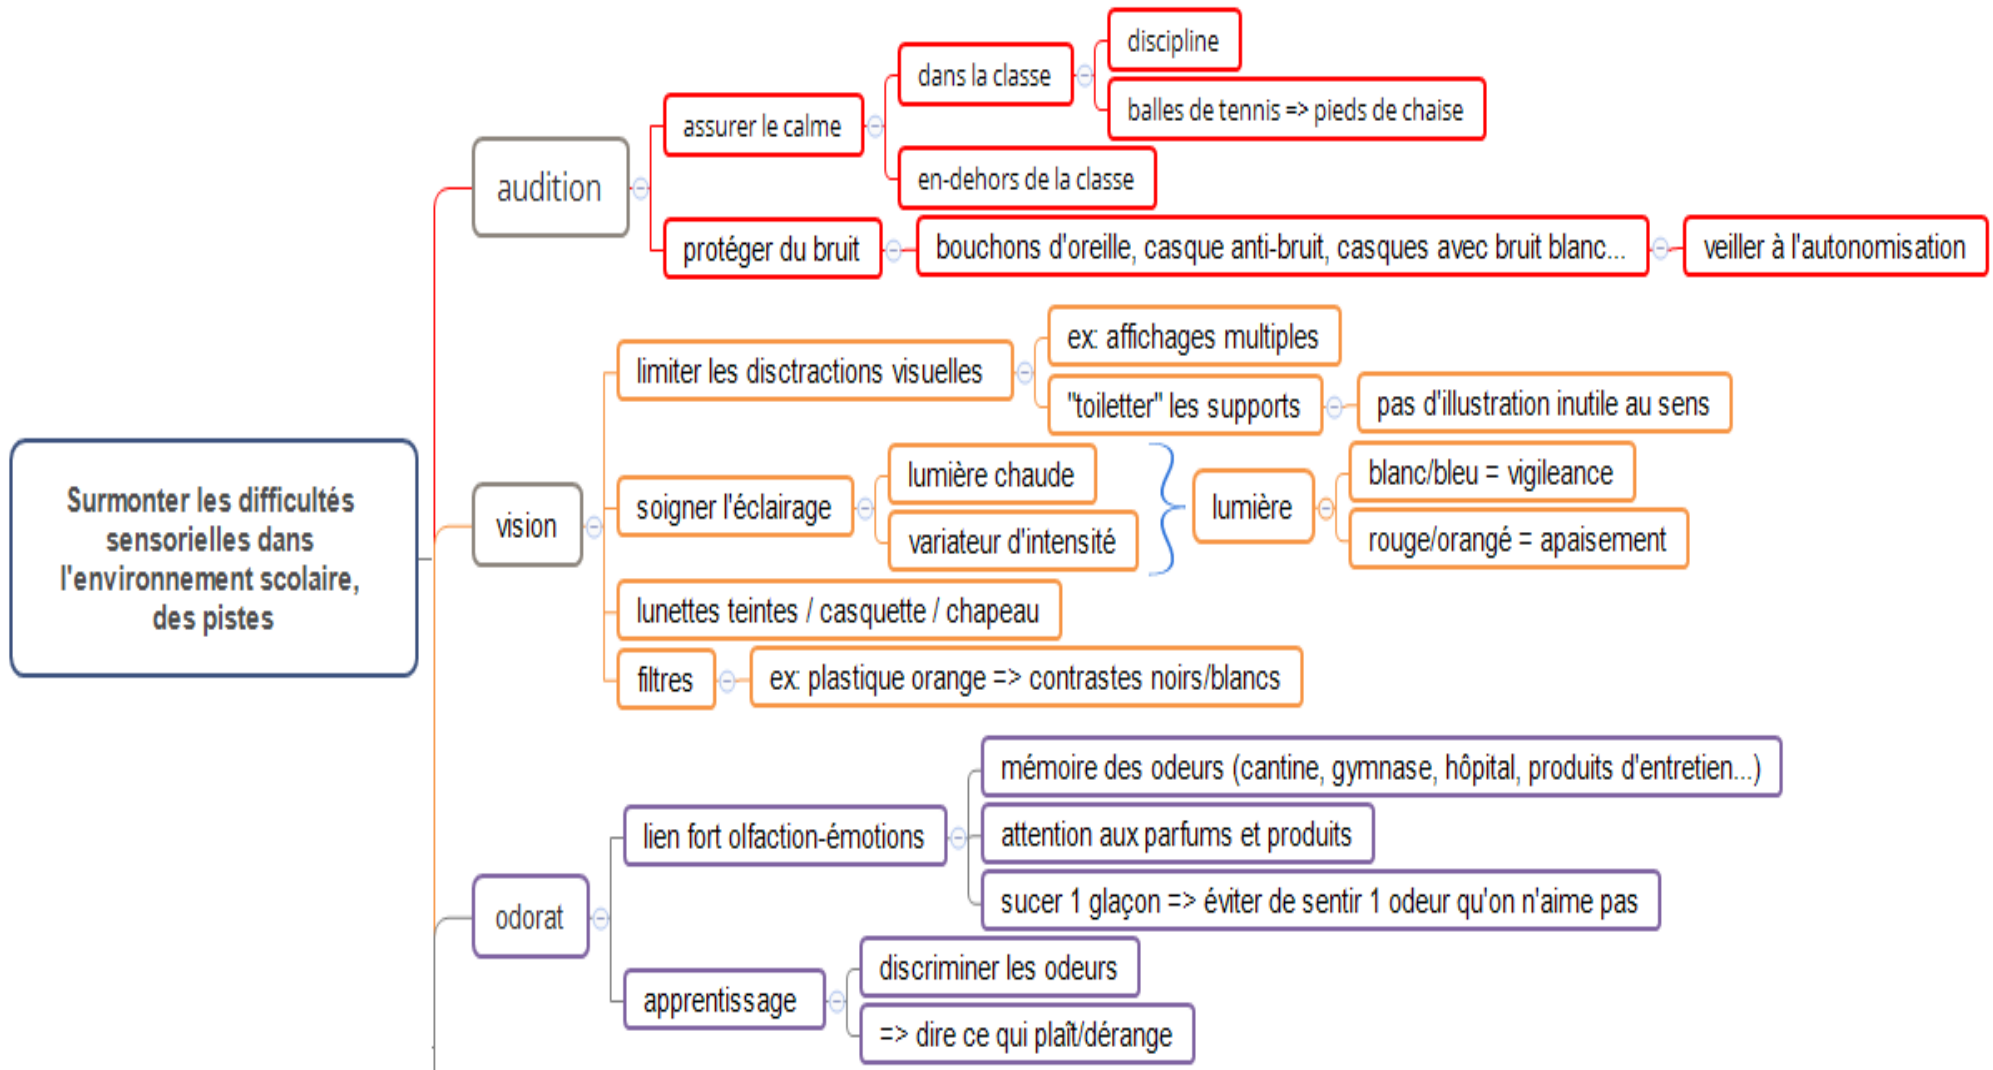 Surmonter les difficultés
sensorielles dans
l'environnement scolaire,
des pistes
audition
assurer le calme
dans la classe
discipline
balles de tennis => pieds de chaise
en-dehors de la classe
protéger du bruit
bouchons d'oreille, casque anti-bruit, casques avec bruit blanc...
veiller à l'autonomisation
vision
limiter les disctractions visuelles
ex: affichages multiples
"toiletter" les supports
pas d'illustration inutile au sens
soigner l'éclairage
lumière chaude
variateur d'intensité
lumière
blanc/bleu = vigileance
rouge/orangé = apaisement
lunettes teintes / casquette / chapeau
filtres
ex: plastique orange => contrastes noirs/blancs
odorat
lien fort olfaction-émotions
mémoire des odeurs (cantine, gymnase, hôpital, produits d'entretien...)
attention aux parfums et produits
sucer 1 glaçon => éviter de sentir 1 odeur qu'on n'aime pas
apprentissage
discriminer les odeurs
=> dire ce qui plaît/dérange